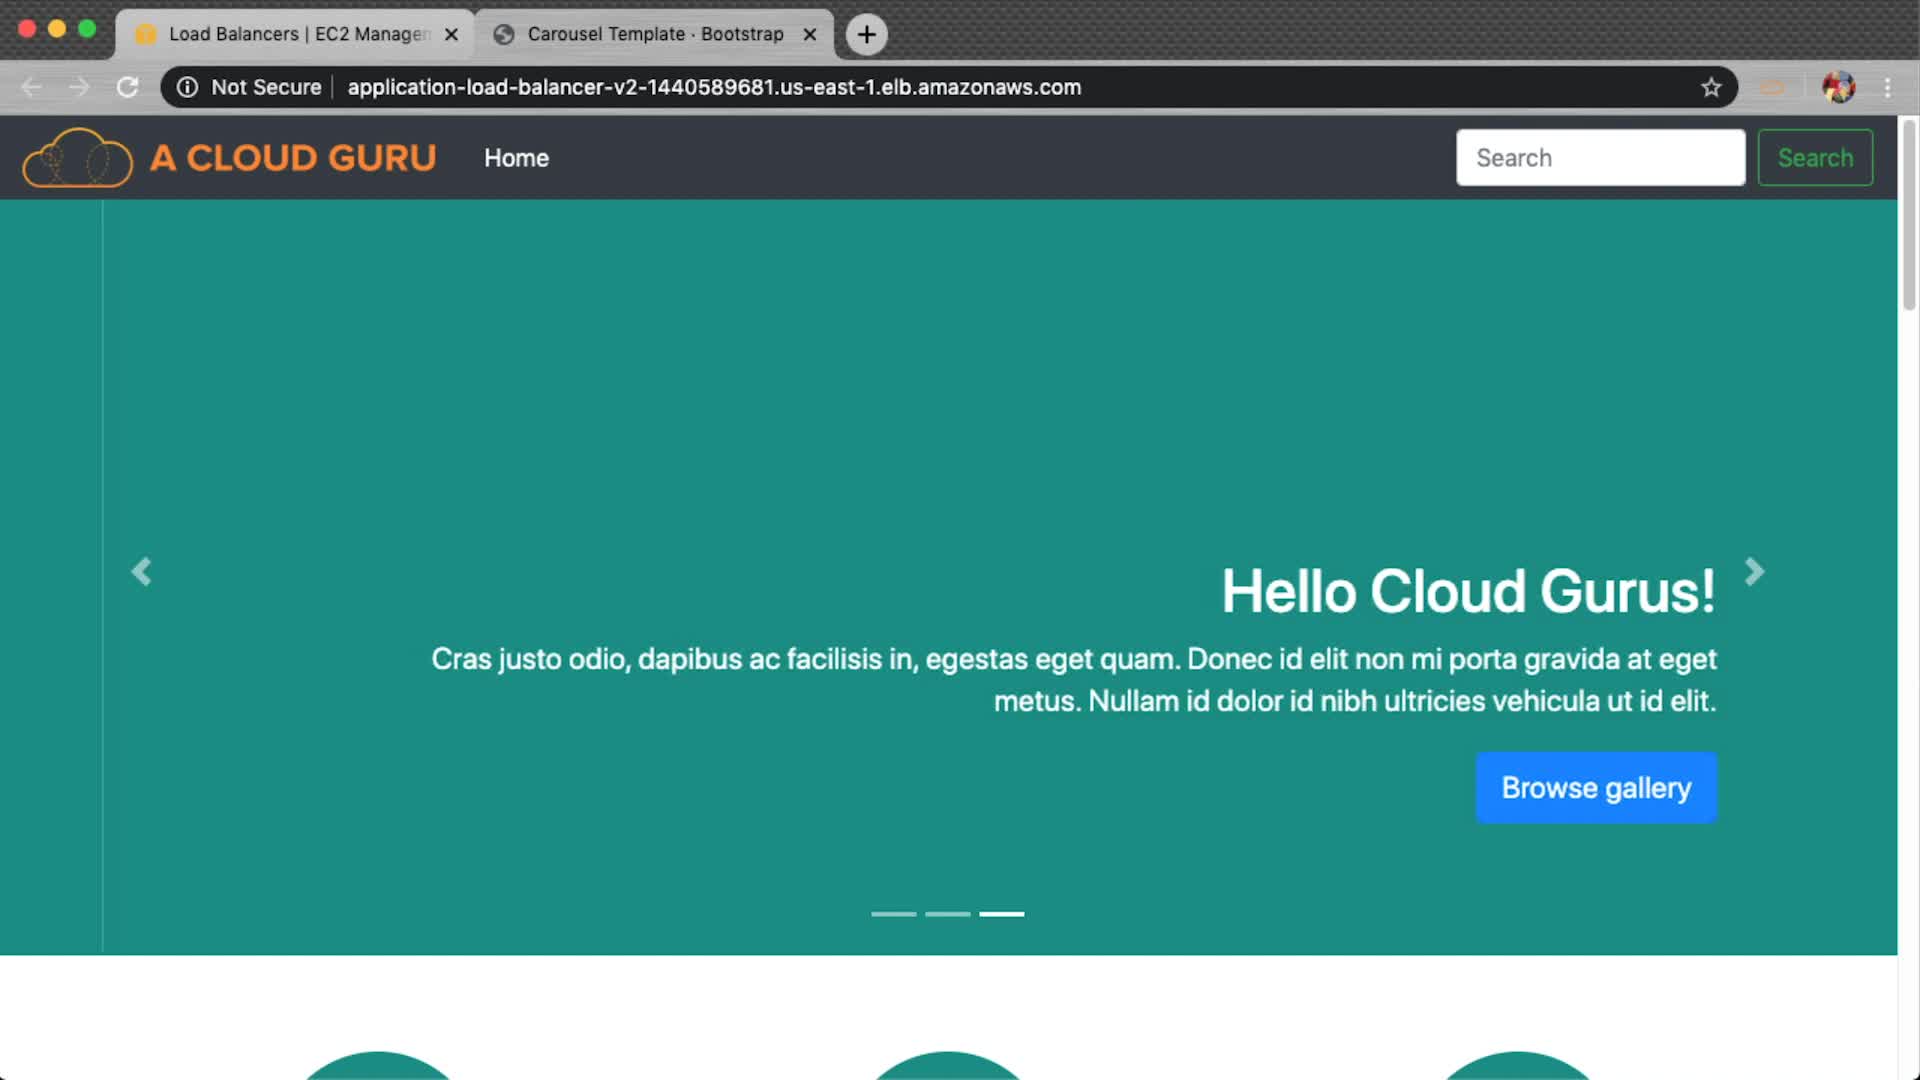 Load Balancers | EC2 Manager
Carousel Template · Bootstrap
Not Secure
application-load-balancer-v2-1440589681.us-east-1.elb.amazonaws.com
A CLOUD GURU
Home
Search
Search
Hello Cloud Gurus!
Cras justo odio, dapibus ac facilisis in, egestas eget quam. Donec id elit non mi porta gravida at eget
metus. Nullam id dolor id nibh ultricies vehicula ut id elit.
Browse gallery